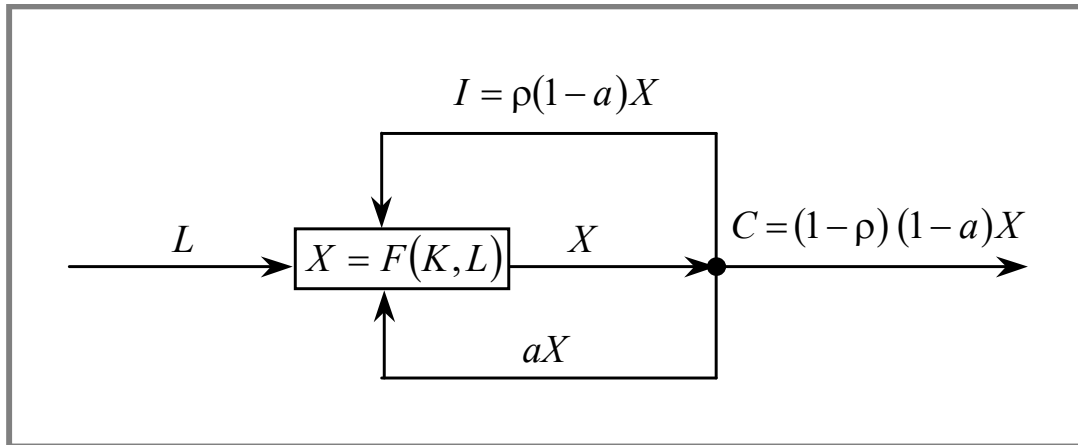 I = ρ(1 − a)X
C = (1 − ρ) (1 − a)X
L
X = F(K, L)
X
aX